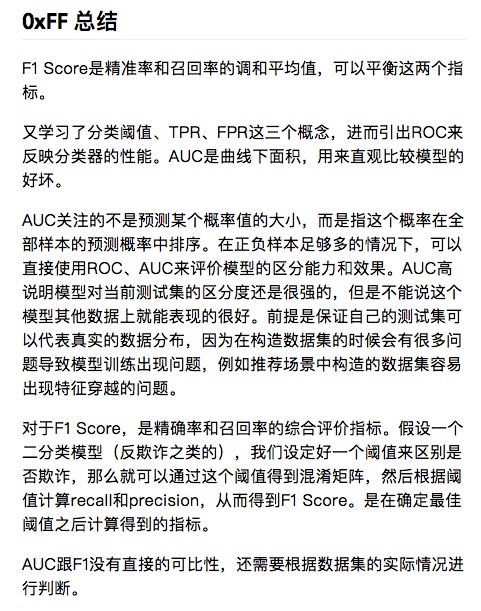 0xFF 总结
F1 Score是精准率和召回率的调和平均值，可以平衡这两个指
标。
又学习了分类阈值、TPR、FPR这三个概念，进而引出ROC来
反映分类器的性能。AUC是曲线下面积，用来直观比较模型的
好坏。
AUC关注的不是预测某个概率值的大小，而是指这个概率在全
部样本的预测概率中排序。在正负样本足够多的情况下，可以
直接使用ROC、AUC来评价模型的区分能力和效果。AUC高
说明模型对当前测试集的区分度还是很强的，但是不能说这个
模型其他数据上就能表现的很好。前提是保证自己的测试集可
以代表真实的数据分布，因为在构造数据集的时候会有很多问
题导致模型训练出现问题，例如推荐场景中构造的数据集容易
出现特征穿越的问题。
对于F1 Score，是精确率和召回率的综合评价指标。假设一个
二分类模型（反欺诈之类的），我们设定好一个阈值来区别是
否欺诈，那么就可以通过这个阈值得到混淆矩阵，然后根据阈
值计算recall和precision，从而得到F1 Score。是在确定最佳
阈值之后计算得到的指标。
AUC跟F1没有直接的可比性，还需要根据数据集的实际情况进
行判断。